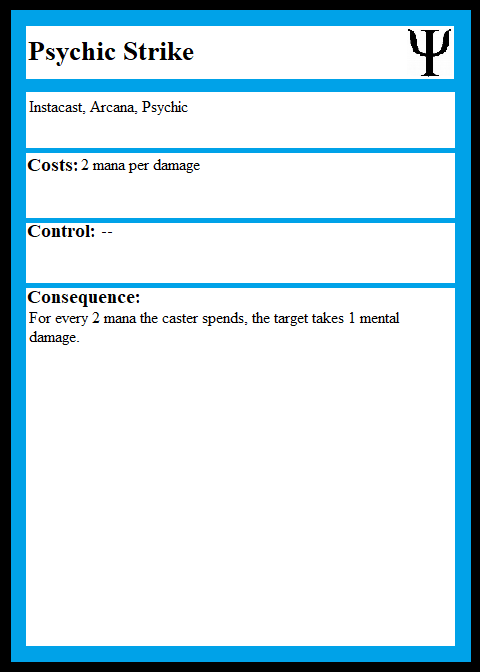 Psychic Strike Ψ
Instacast, Arcana, Psychic
Costs: 2 mana per damage
Control: --
Consequence:
For every 2 mana the caster spends, the target takes 1 mental
damage.